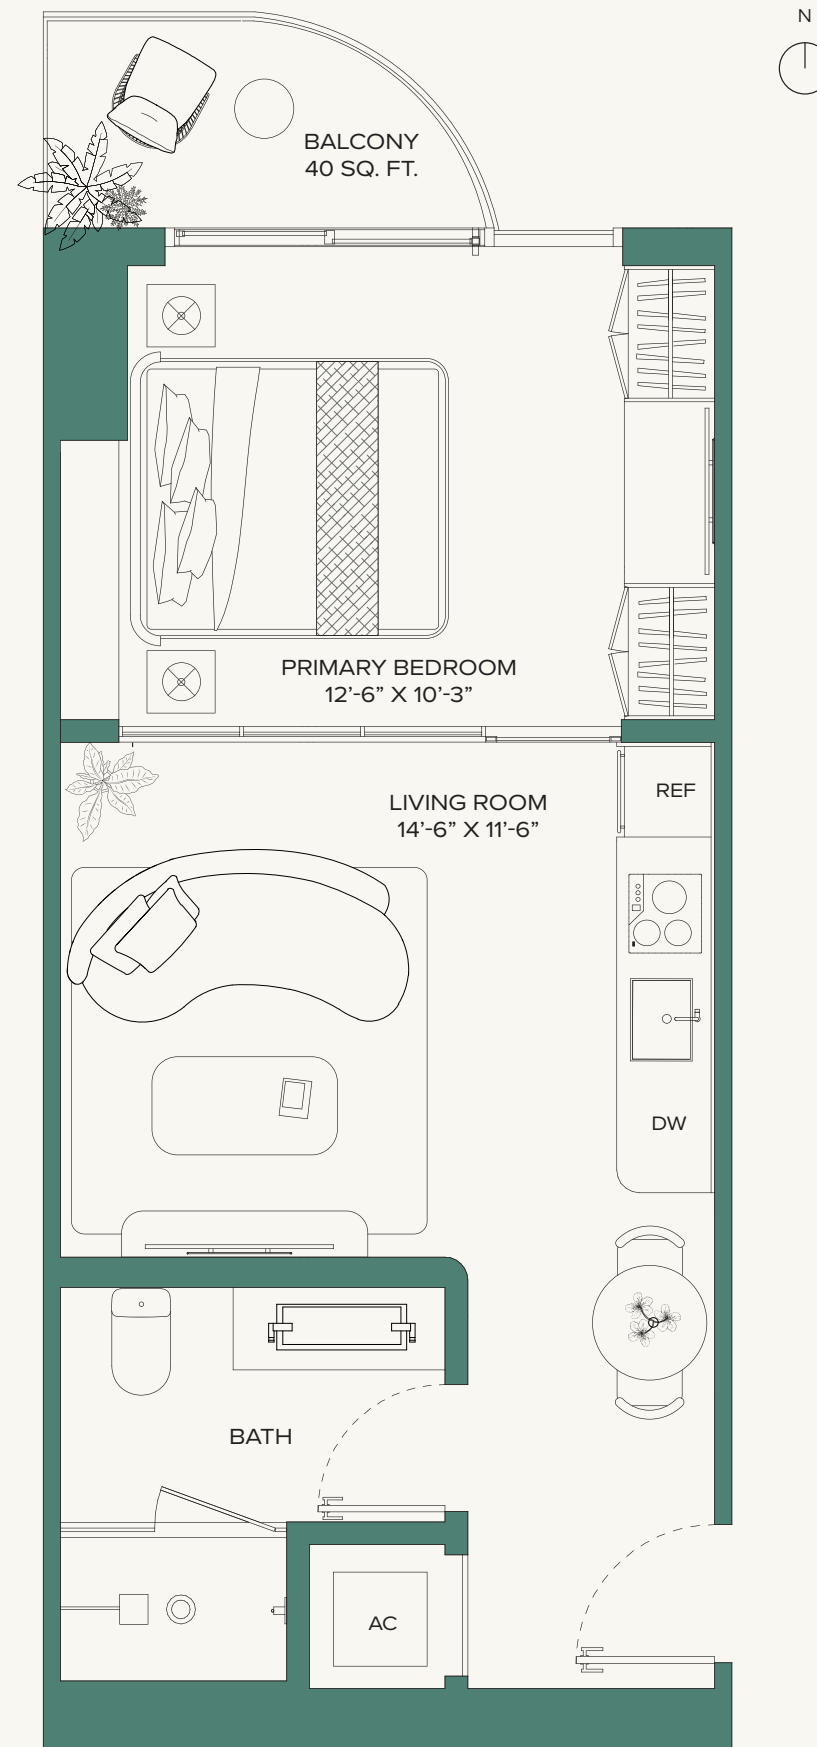 N
BALCONY
40 SQ. FT.
PRIMARY BEDROOM
12’-6” X 10’-3”
LIVING ROOM
14’-6” X 11’-6”
REF
DW
BATH
AC